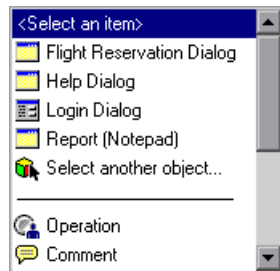 <Select an item>
Flight Reservation Dialog
Help Dialog
Login Dialog
Report (Notepad)
Select another object...
Operation
Comment